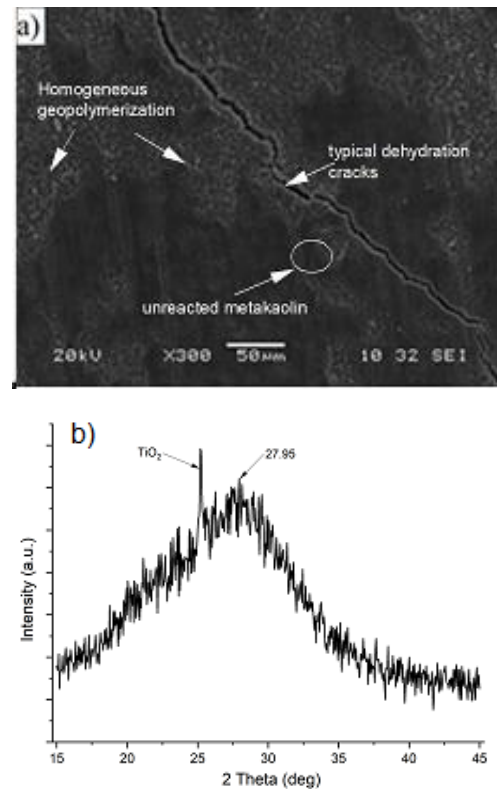 a)
Homogeneous
geopolymerization
typical dehydration
cracks
unreacted metakaolin
20kV X300 50μm 10 32 SEI
b)
TiO₂
27.95
Intensity (a.u.)
15 20 25 30 35 40 45
2 Theta (deg)